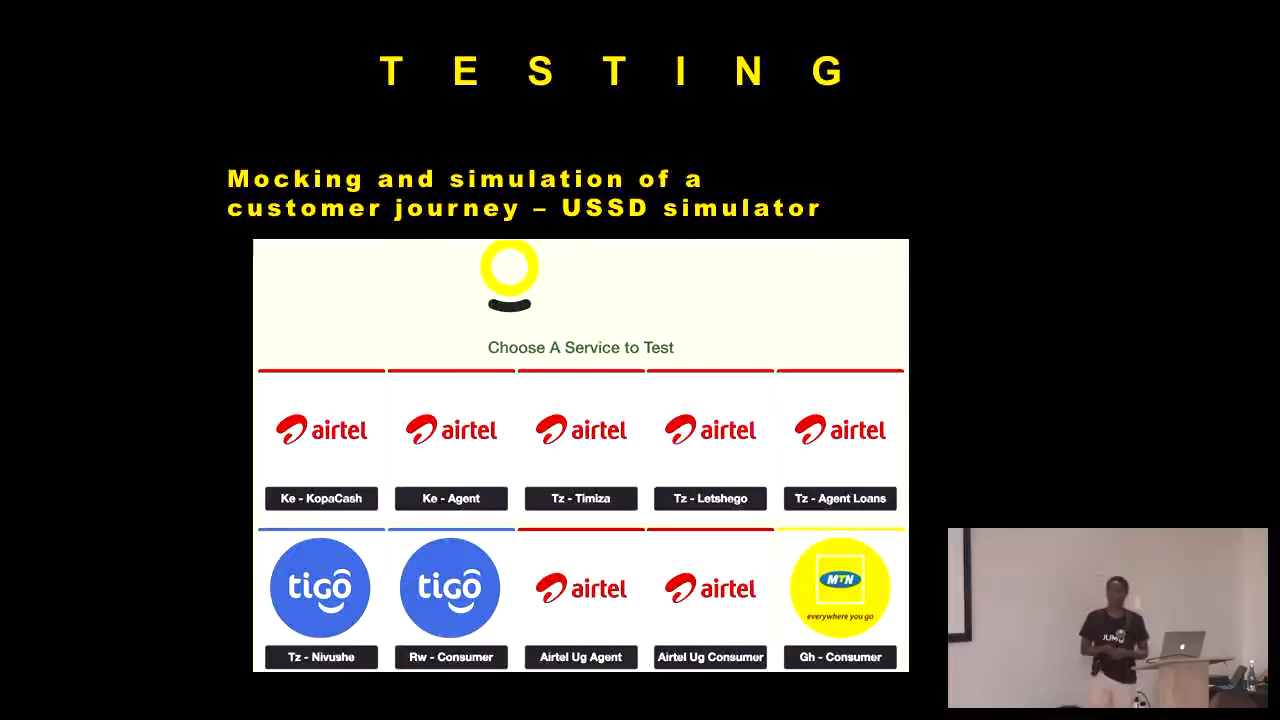 T E S T I N G
Mocking and simulation of a
customer journey – USSD simulator
Choose A Service to Test
airtel airtel airtel airtel airtel
Ke - KopaCash Ke - Agent Tz - Timiza Tz - Letshego Tz - Agent Loans
tigo tigo airtel airtel MTN
everywhere you go
Tz - Nivushe Rw - Consumer Airtel Ug Agent Airtel Ug Consumer Gh - Consumer